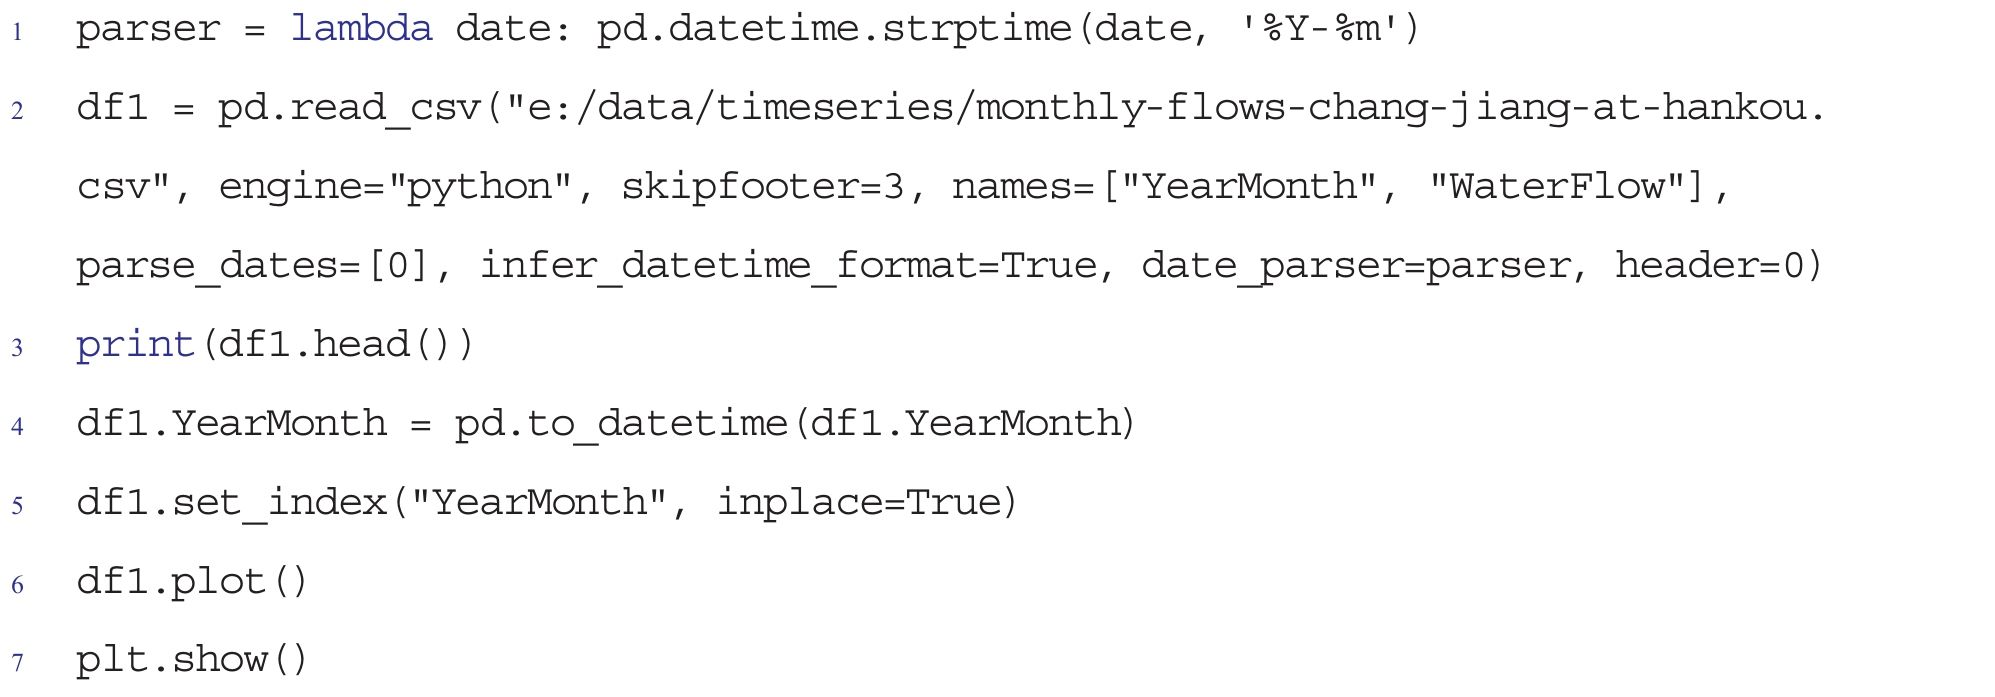 1 parser = lambda date: pd.datetime.strptime(date, '%Y-%m')
2 df1 = pd.read_csv("e:/data/timeseries/monthly-flows-chang-jiang-at-hankou.
csv", engine="python", skipfooter=3, names=["YearMonth", "WaterFlow"],
parse_dates=[0], infer_datetime_format=True, date_parser=parser, header=0)
3 print(df1.head())
4 df1.YearMonth = pd.to_datetime(df1.YearMonth)
5 df1.set_index("YearMonth", inplace=True)
6 df1.plot()
7 plt.show()